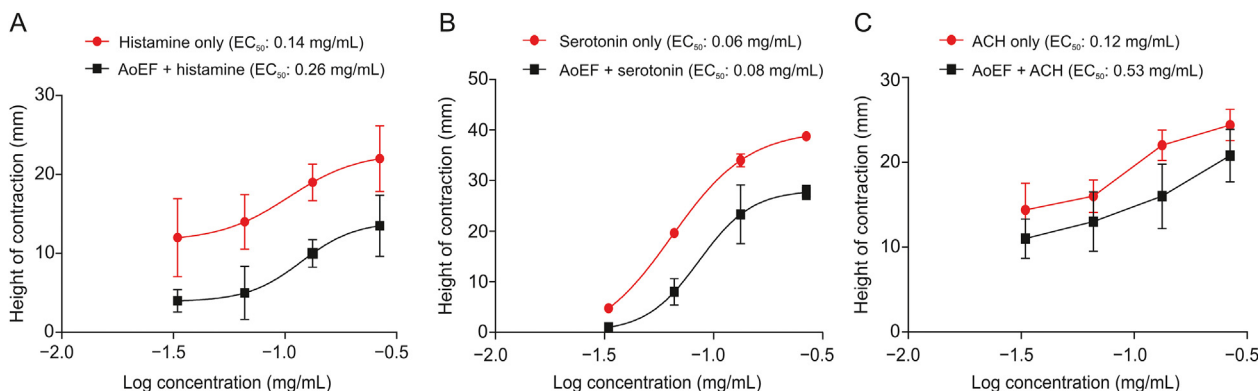 A
Histamine only (EC50: 0.14 mg/mL)
AoEF + histamine (EC50: 0.26 mg/mL)
Height of contraction (mm)
30
20
10
0
−2.0 −1.5 −1.0 −0.5
Log concentration (mg/mL)
B
Serotonin only (EC50: 0.06 mg/mL)
AoEF + serotonin (EC50: 0.08 mg/mL)
Height of contraction (mm)
50
40
30
20
10
0
−2.0 −1.5 −1.0 −0.5
Log concentration (mg/mL)
C
ACH only (EC50: 0.12 mg/mL)
AoEF + ACH (EC50: 0.53 mg/mL)
Height of contraction (mm)
30
20
10
0
−2.0 −1.5 −1.0 −0.5
Log concentration (mg/mL)